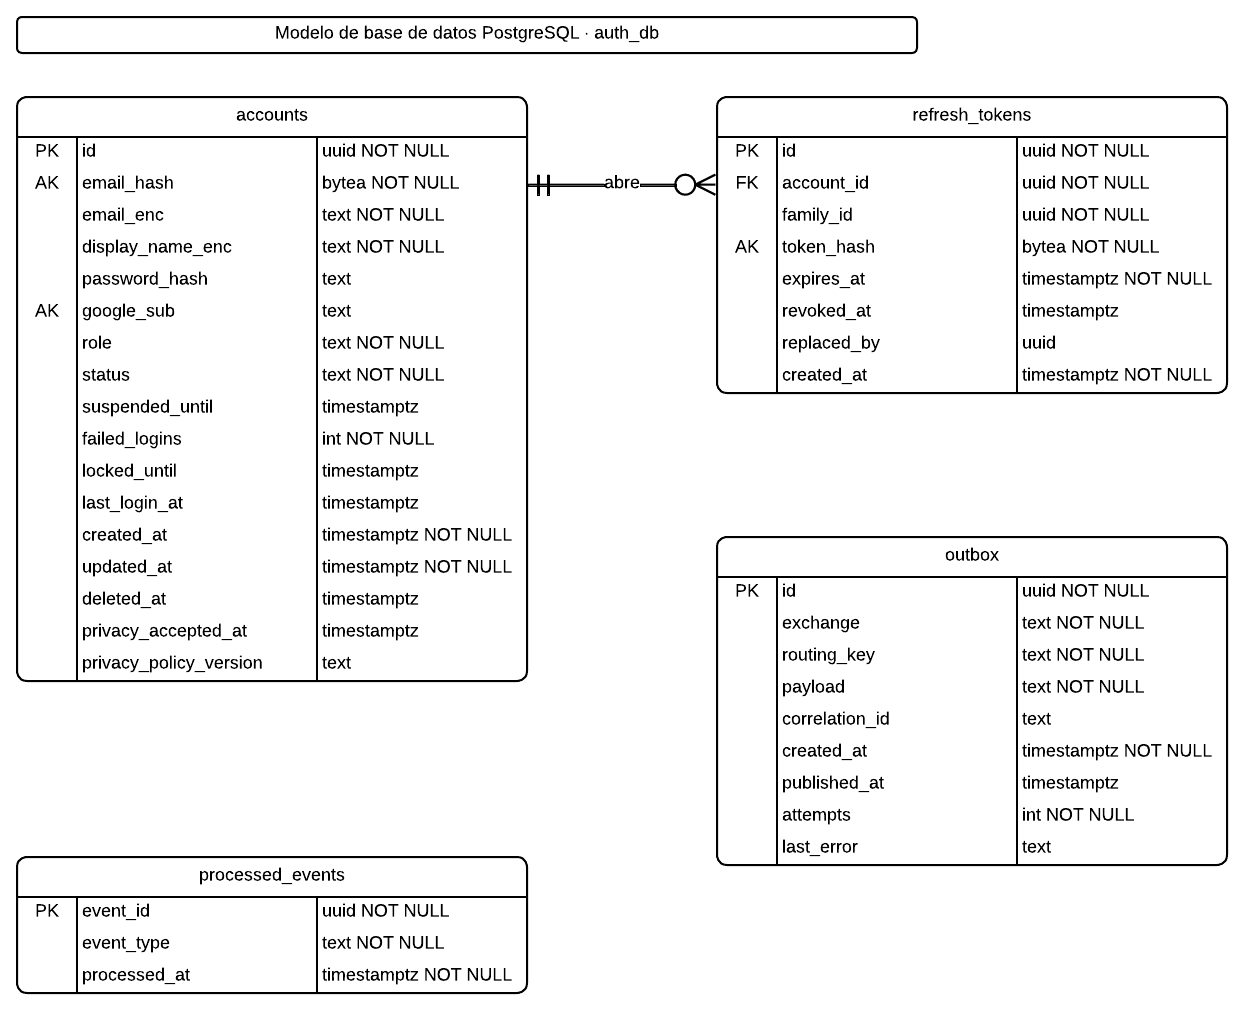 Modelo de base de datos PostgreSQL · auth_db
accounts
PK id uuid NOT NULL
AK email_hash bytea NOT NULL
email_enc text NOT NULL
display_name_enc text NOT NULL
password_hash text
AK google_sub text
role text NOT NULL
status text NOT NULL
suspended_until timestamptz
failed_logins int NOT NULL
locked_until timestamptz
last_login_at timestamptz
created_at timestamptz NOT NULL
updated_at timestamptz NOT NULL
deleted_at timestamptz
privacy_accepted_at timestamptz
privacy_policy_version text
abre
refresh_tokens
PK id uuid NOT NULL
FK account_id uuid NOT NULL
family_id uuid NOT NULL
AK token_hash bytea NOT NULL
expires_at timestamptz NOT NULL
revoked_at timestamptz
replaced_by uuid
created_at timestamptz NOT NULL
outbox
PK id uuid NOT NULL
exchange text NOT NULL
routing_key text NOT NULL
payload text NOT NULL
correlation_id text
created_at timestamptz NOT NULL
published_at timestamptz
attempts int NOT NULL
last_error text
processed_events
PK event_id uuid NOT NULL
event_type text NOT NULL
processed_at timestamptz NOT NULL